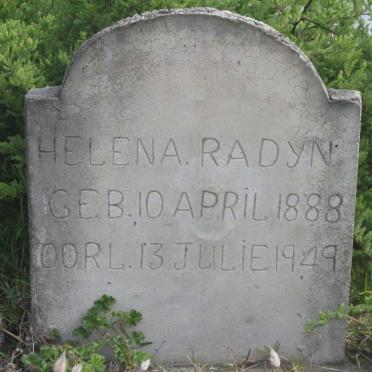 HELENA. RADYN
GEB. 10 APRIL 1888
OORL. 13 JULIE 1949